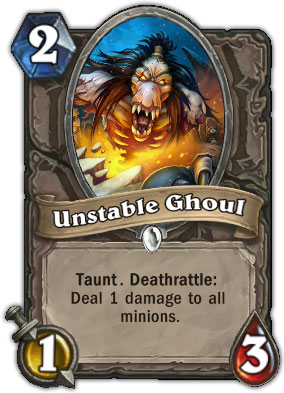 2
Unstable Ghoul
Taunt. Deathrattle:
Deal 1 damage to all
minions.
1
3